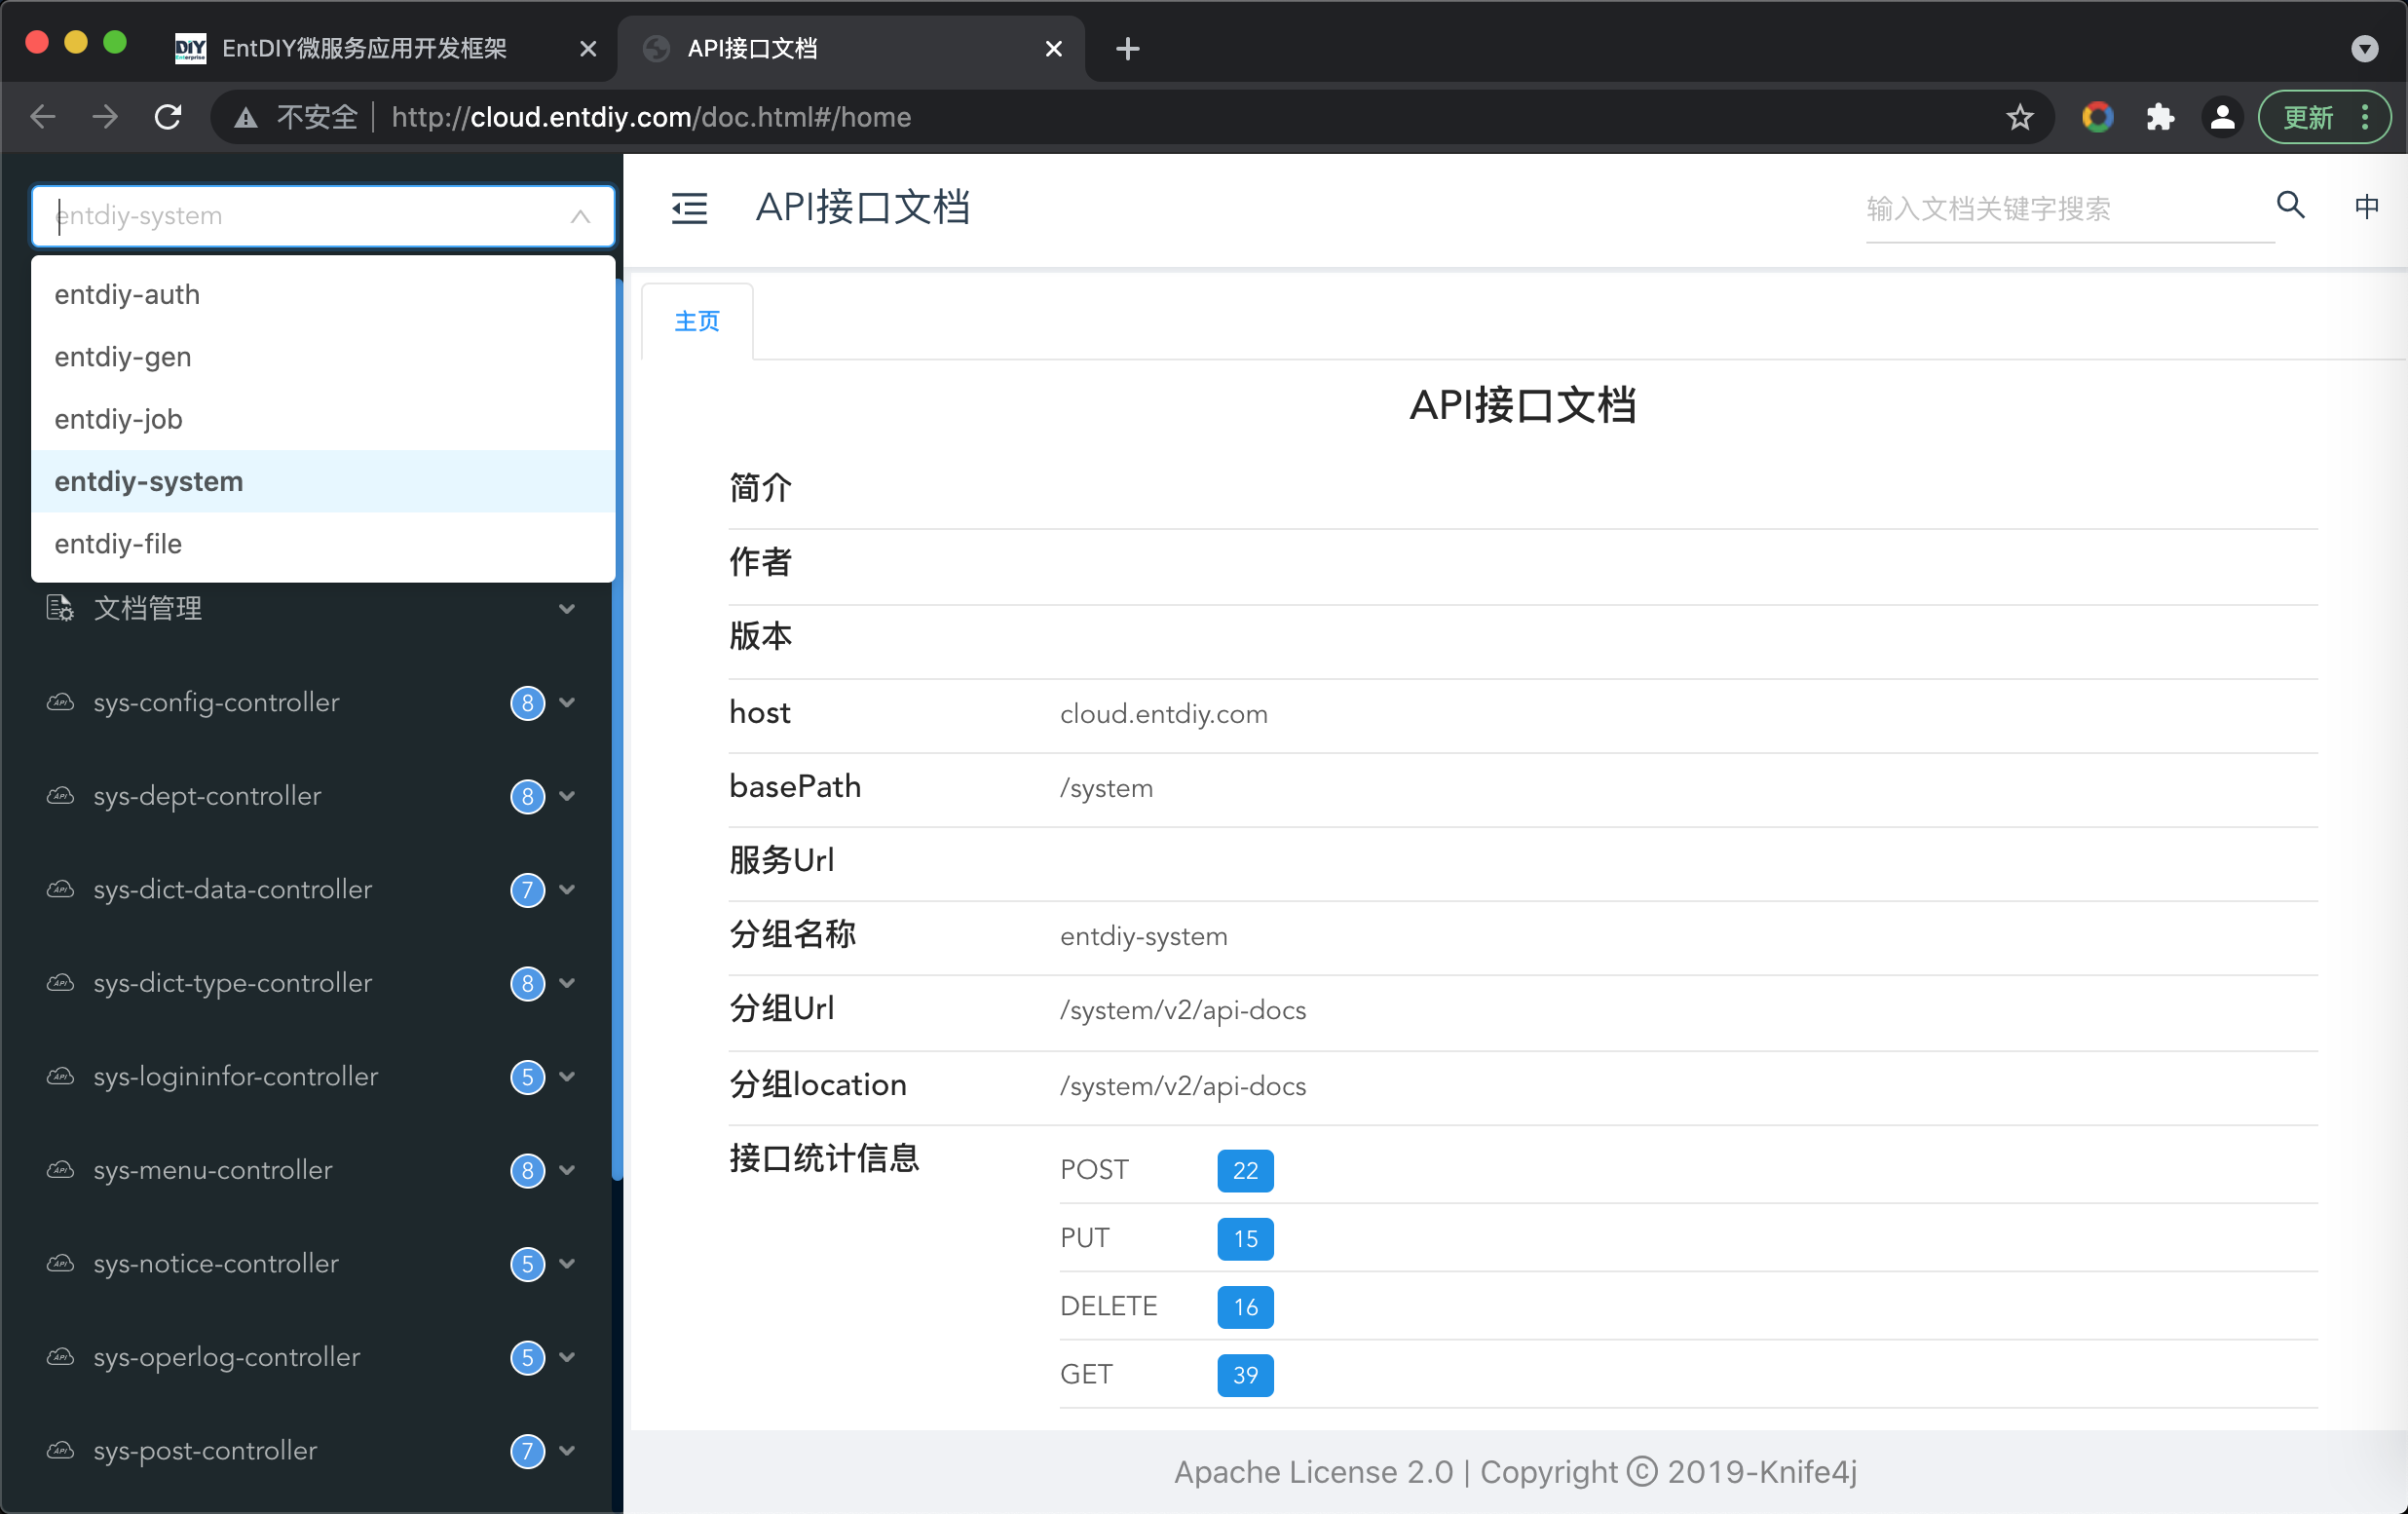 EntDIY微服务应用开发框架
API接口文档
不安全
http://cloud.entdiy.com/doc.html#/home
更新
entdiy-system
entdiy-auth
entdiy-gen
entdiy-job
entdiy-system
entdiy-file
文档管理
sys-config-controller 8
sys-dept-controller 8
sys-dict-data-controller 7
sys-dict-type-controller 8
sys-logininfor-controller 5
sys-menu-controller 8
sys-notice-controller 5
sys-operlog-controller 5
sys-post-controller 7
API接口文档
输入文档关键字搜索
中
主页
API接口文档
简介
作者
版本
host cloud.entdiy.com
basePath /system
服务Url
分组名称 entdiy-system
分组Url /system/v2/api-docs
分组location /system/v2/api-docs
接口统计信息
POST 22
PUT 15
DELETE 16
GET 39
Apache License 2.0 | Copyright © 2019-Knife4j